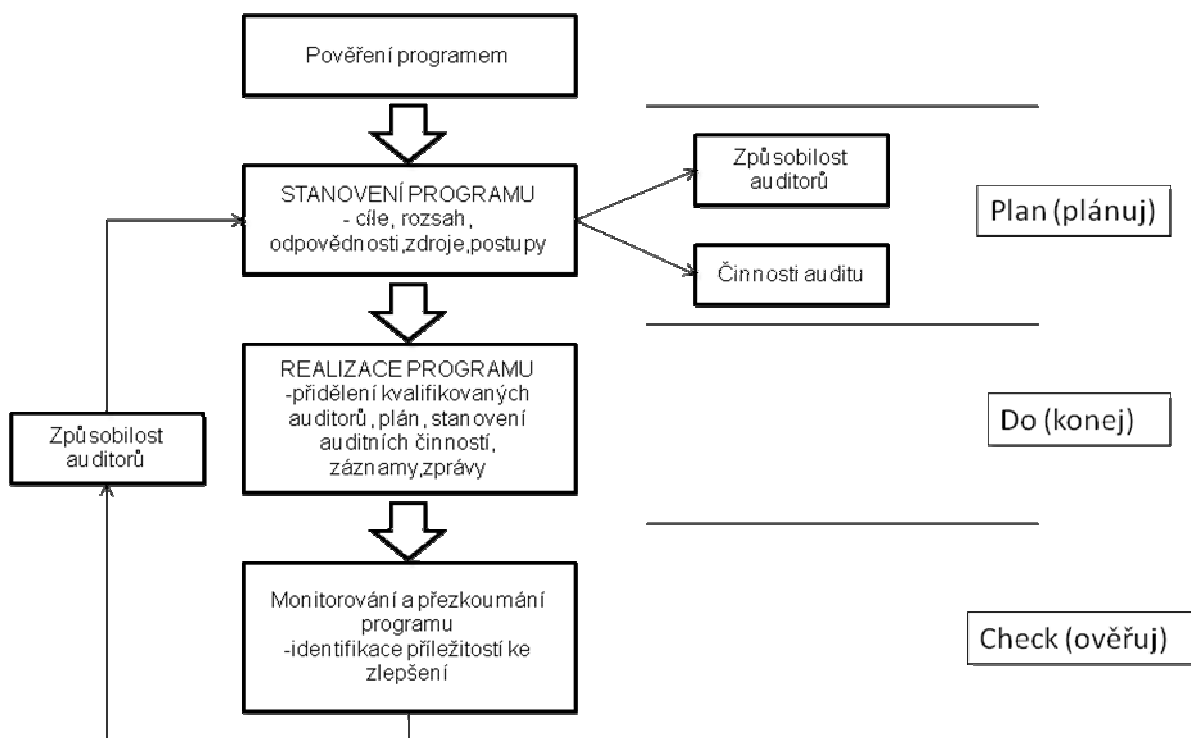 Pověření programem
STANOVENÍ PROGRAMU
- cíle, rozsah,
odpovědnosti,zdroje,postupy
Způsobilost
auditorů
Činnosti auditu
Plan (plánuj)
REALIZACE PROGRAMU
-přidělení kvalifikovaných
auditorů, plán, stanovení
auditních činností,
záznamy,zprávy
Do (konej)
Způsobilost
auditorů
Monitorování a přezkoumání
programu
-identifikace příležitostí ke
zlepšení
Check (ověřuj)